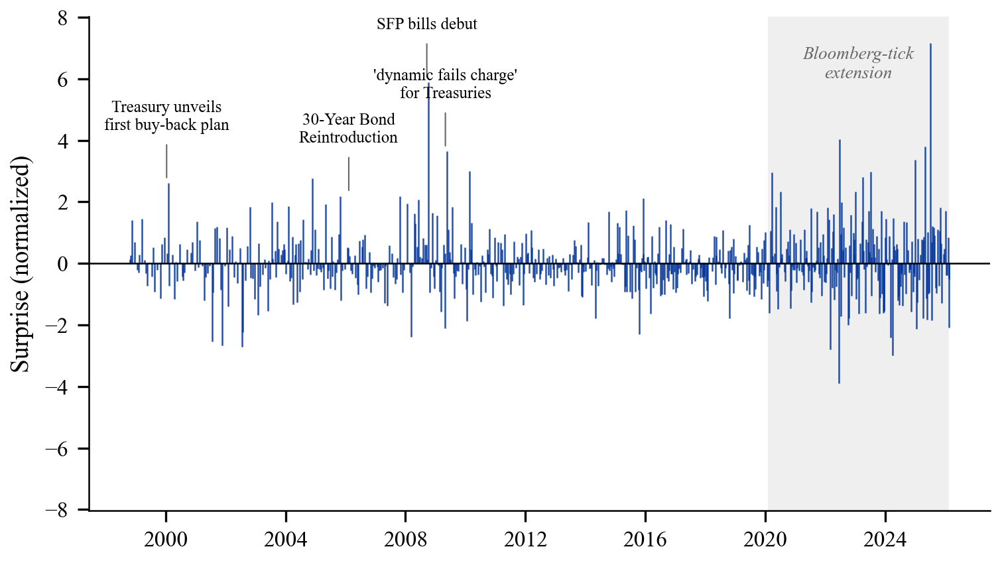 SFP bills debut
'dynamic fails charge'
for Treasuries
Treasury unveils
first buy-back plan
30-Year Bond
Reintroduction
Bloomberg-tick
extension
Surprise (normalized)
8
6
4
2
0
−2
−4
−6
−8
2000
2004
2008
2012
2016
2020
2024